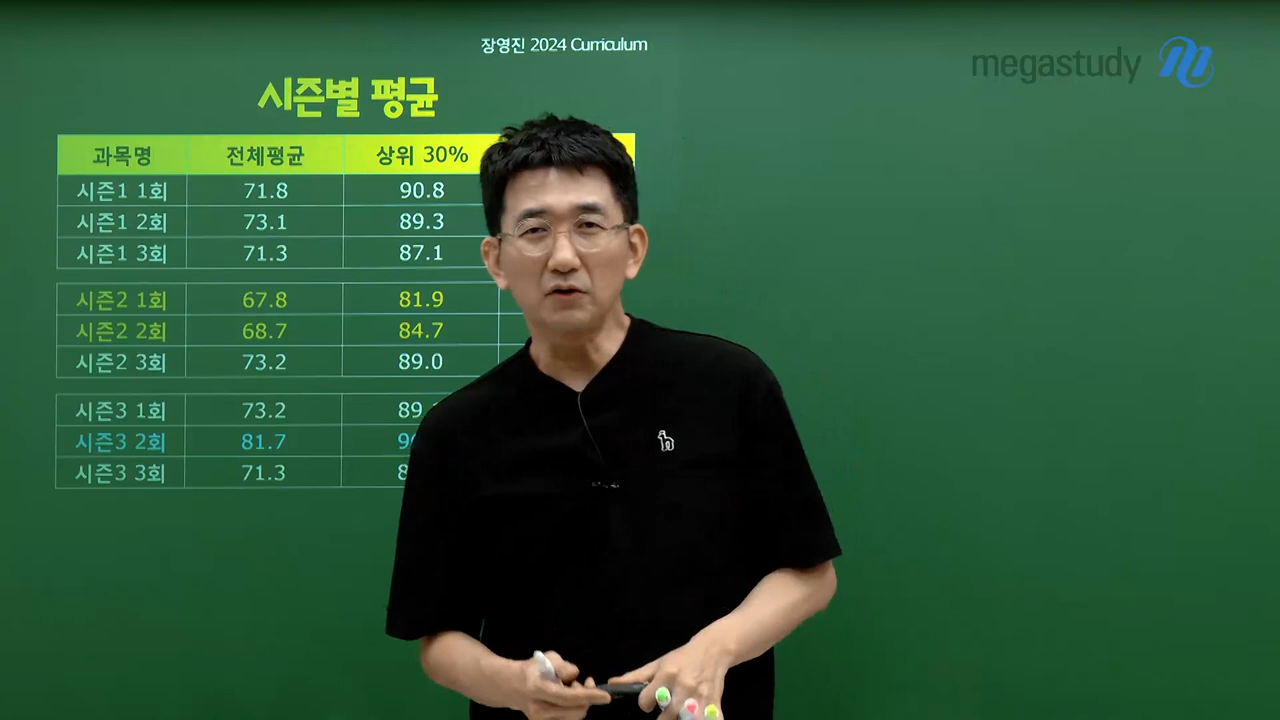 장영진 2024 Curriculum
megastudy
시즌별 평균
과목명 전체평균 상위 30%
시즌1 1회 71.8 90.8
시즌1 2회 73.1 89.3
시즌1 3회 71.3 87.1
시즌2 1회 67.8 81.9
시즌2 2회 68.7 84.7
시즌2 3회 73.2 89.0
시즌3 1회 73.2 89.
시즌3 2회 81.7
시즌3 3회 71.3